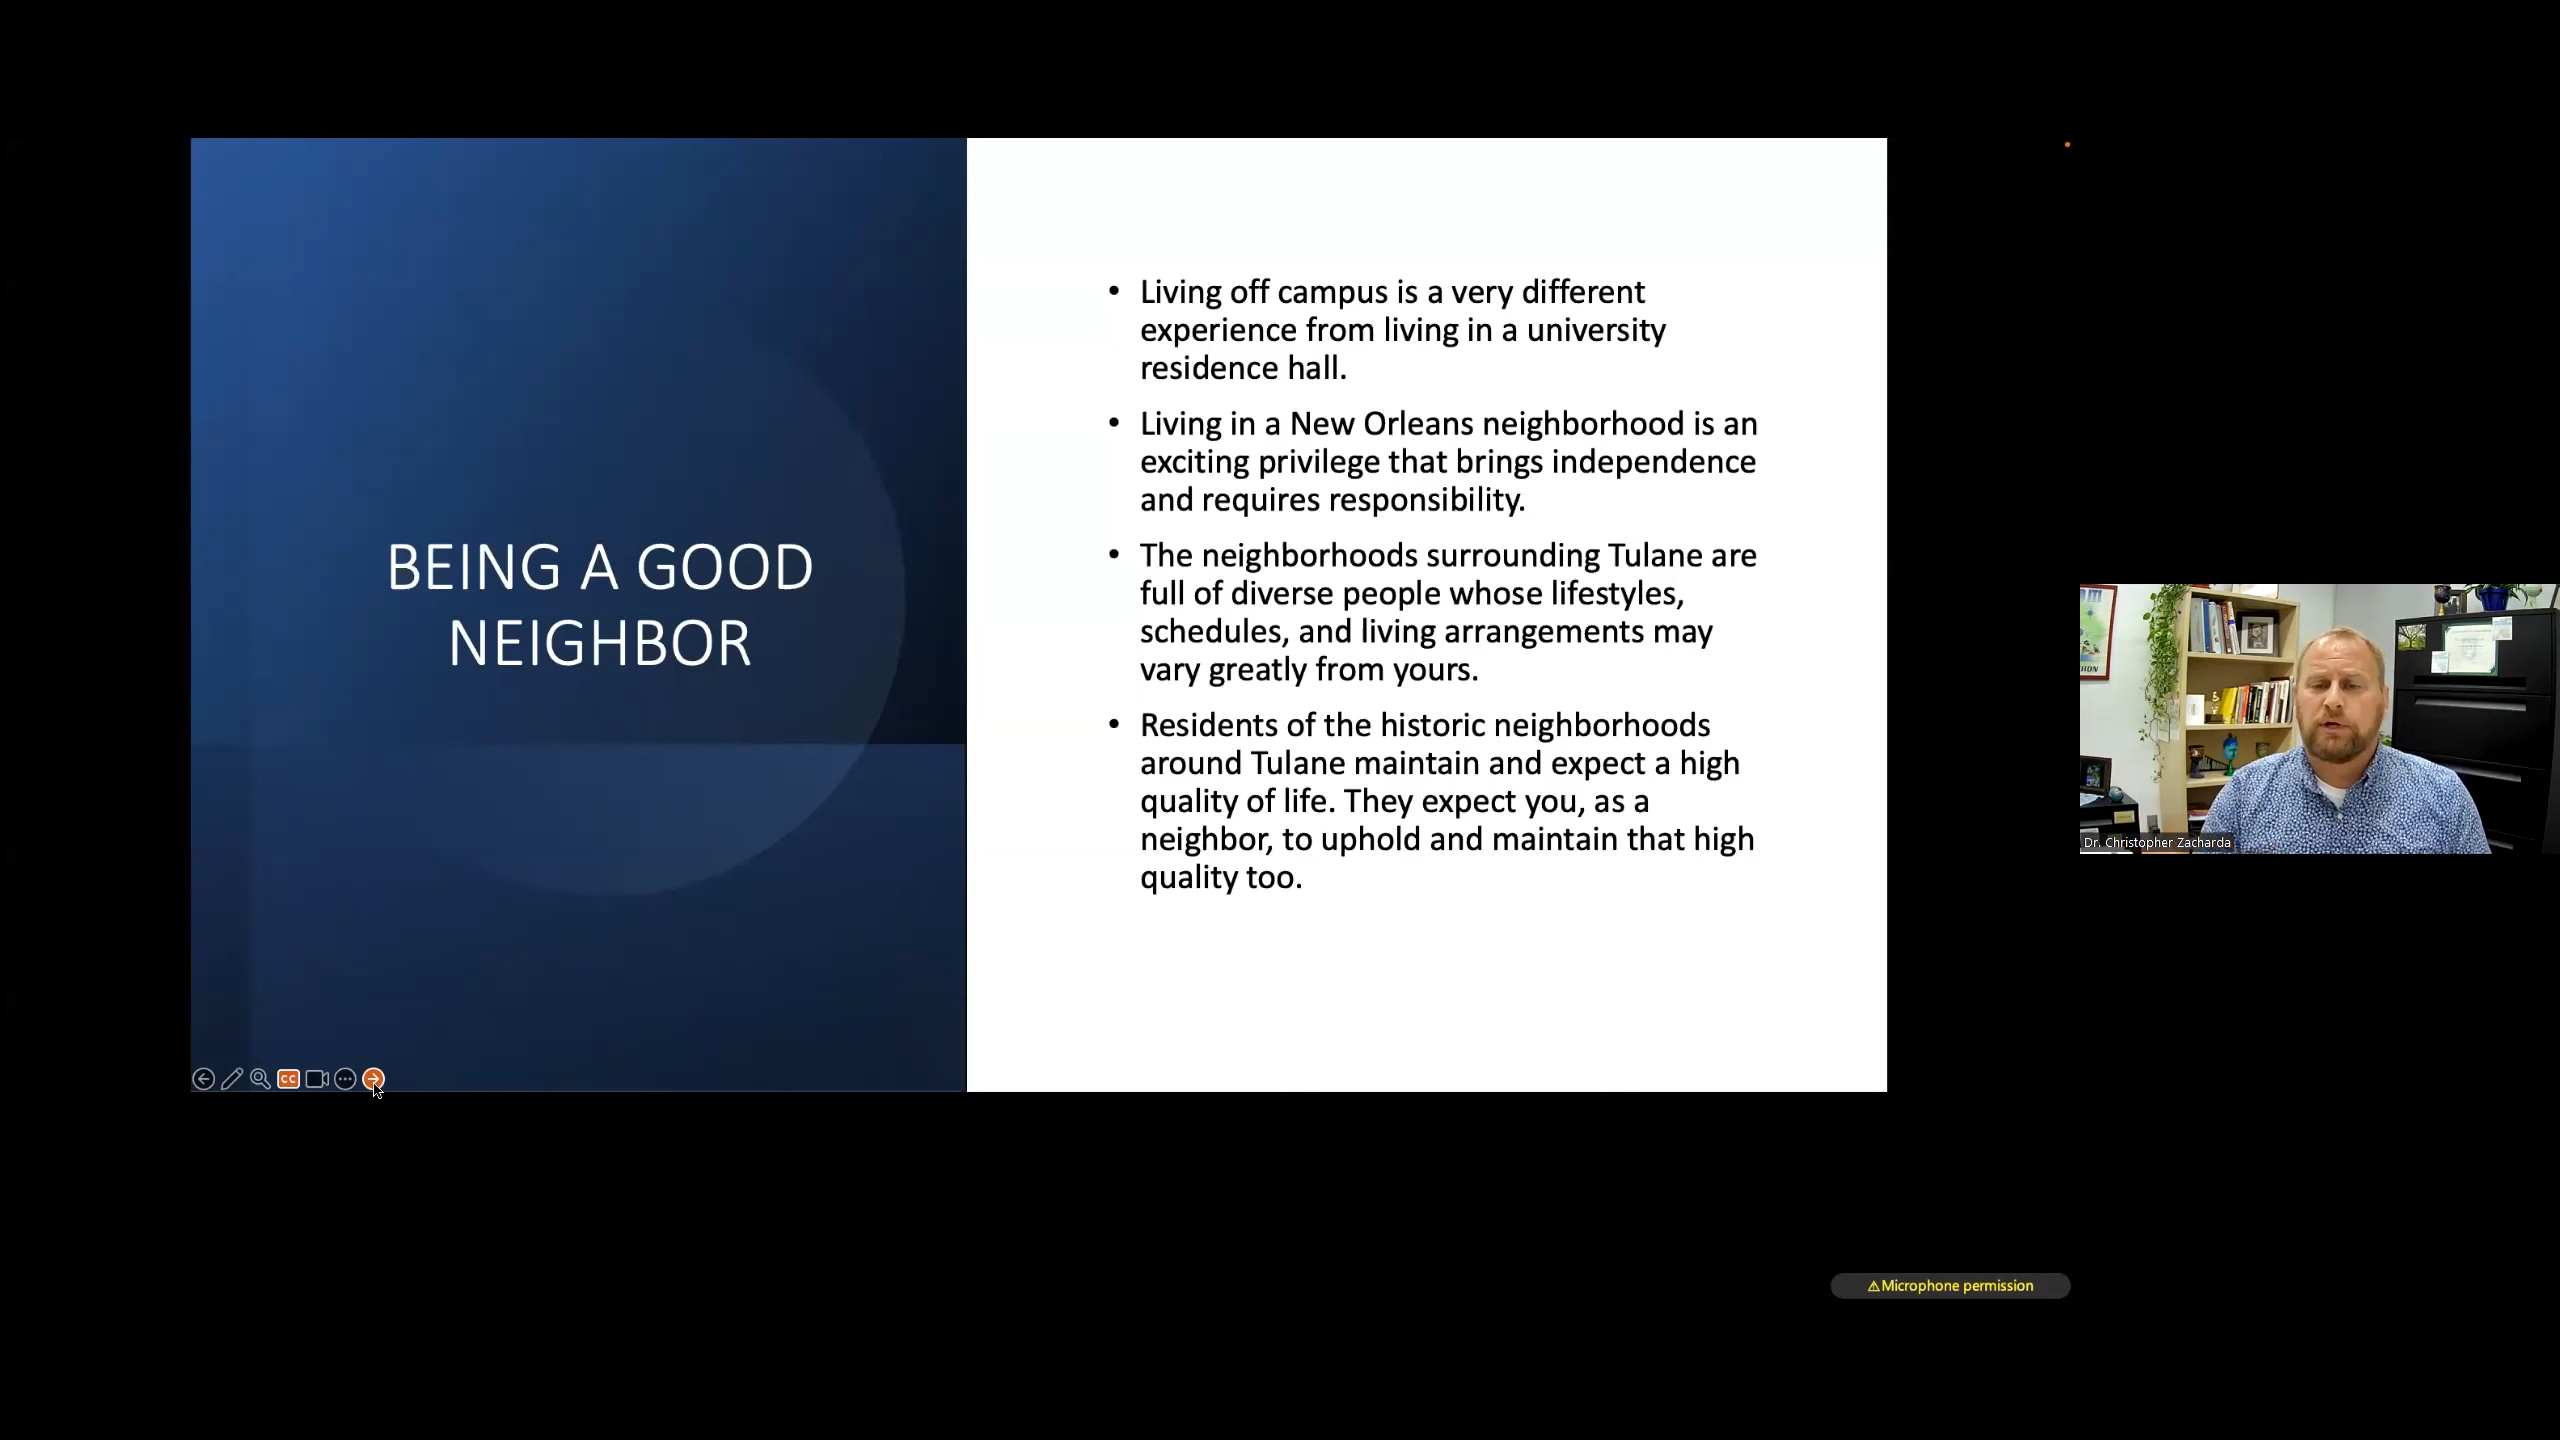 BEING A GOOD
NEIGHBOR
• Living off campus is a very different
experience from living in a university
residence hall.
• Living in a New Orleans neighborhood is an
exciting privilege that brings independence
and requires responsibility.
• The neighborhoods surrounding Tulane are
full of diverse people whose lifestyles,
schedules, and living arrangements may
vary greatly from yours.
• Residents of the historic neighborhoods
around Tulane maintain and expect a high
quality of life. They expect you, as a
neighbor, to uphold and maintain that high
quality too.
CC
Dr. Christopher Zacharda
⚠Microphone permission